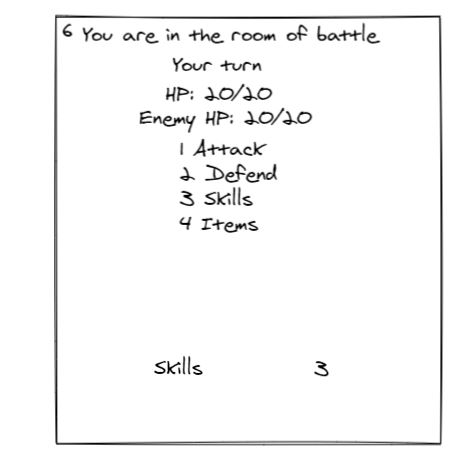 6 You are in the room of battle
Your turn
HP: 20/20
Enemy HP: 20/20
1 Attack
2 Defend
3 Skills
4 Items
Skills 3